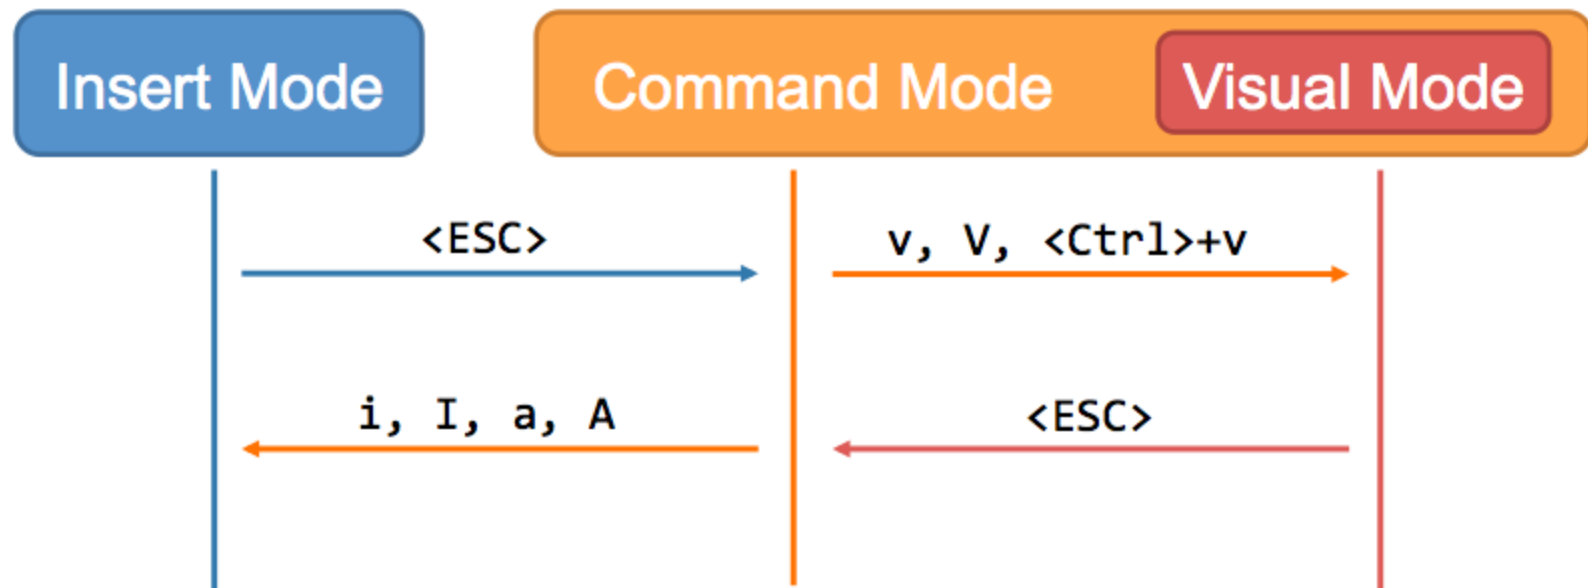 Insert Mode
Command Mode
Visual Mode
<ESC>
v, V, <Ctrl>+v
i, I, a, A
<ESC>